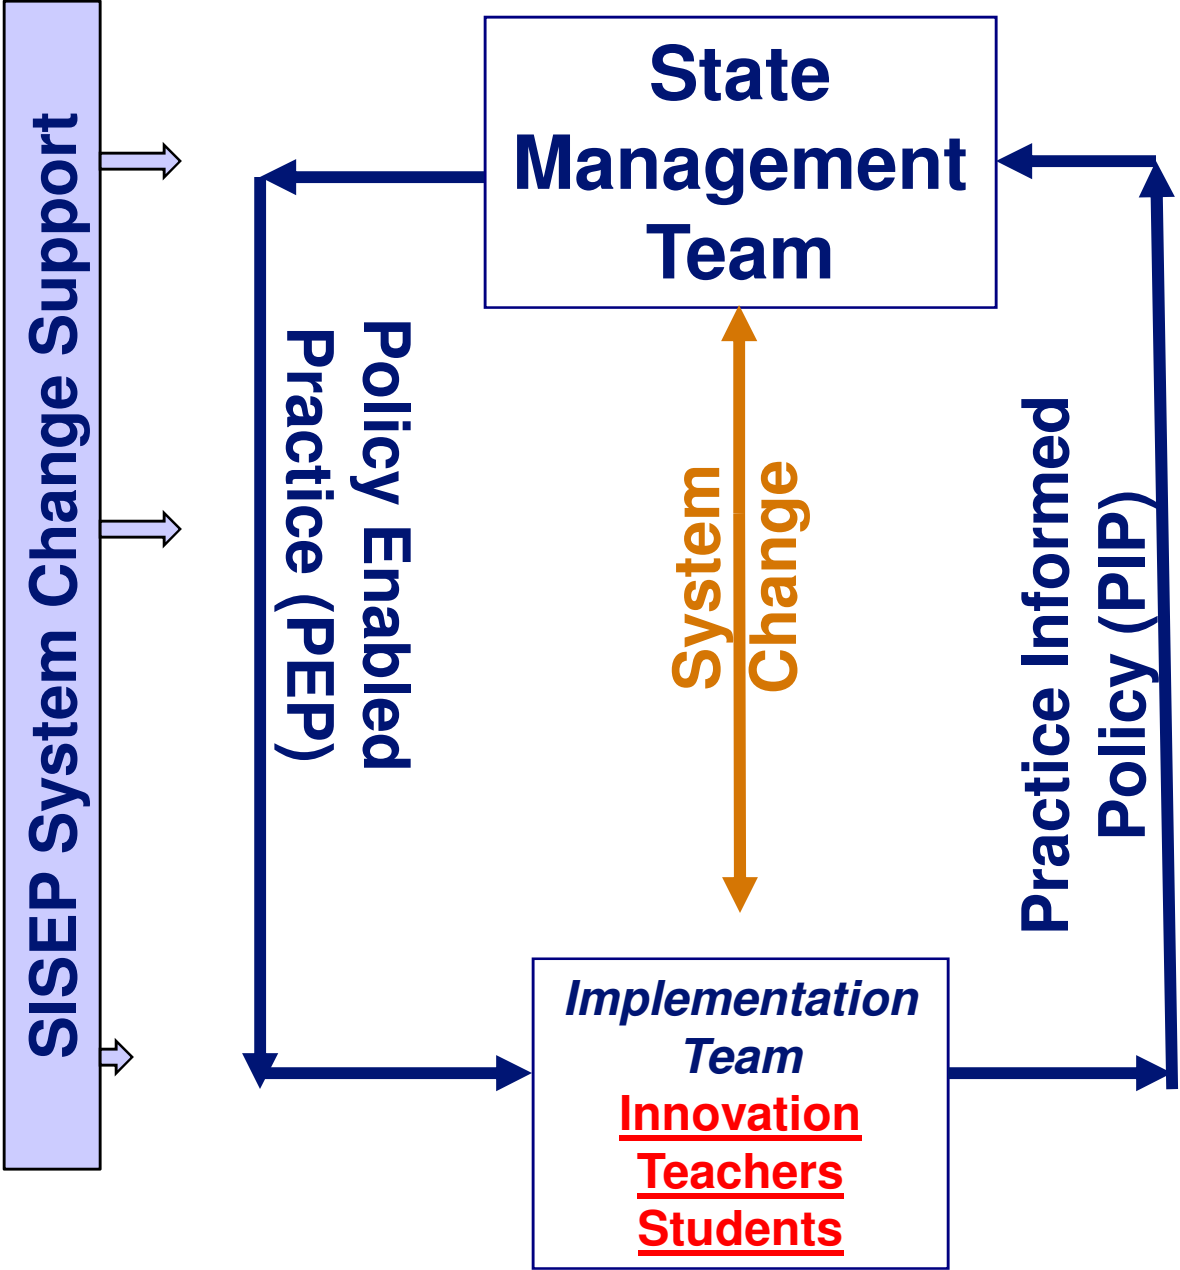 SISEP System Change Support
State
Management
Team
Policy Enabled
Practice (PEP)
System
Change
Practice Informed
Policy (PIP)
Implementation
Team
Innovation
Teachers
Students